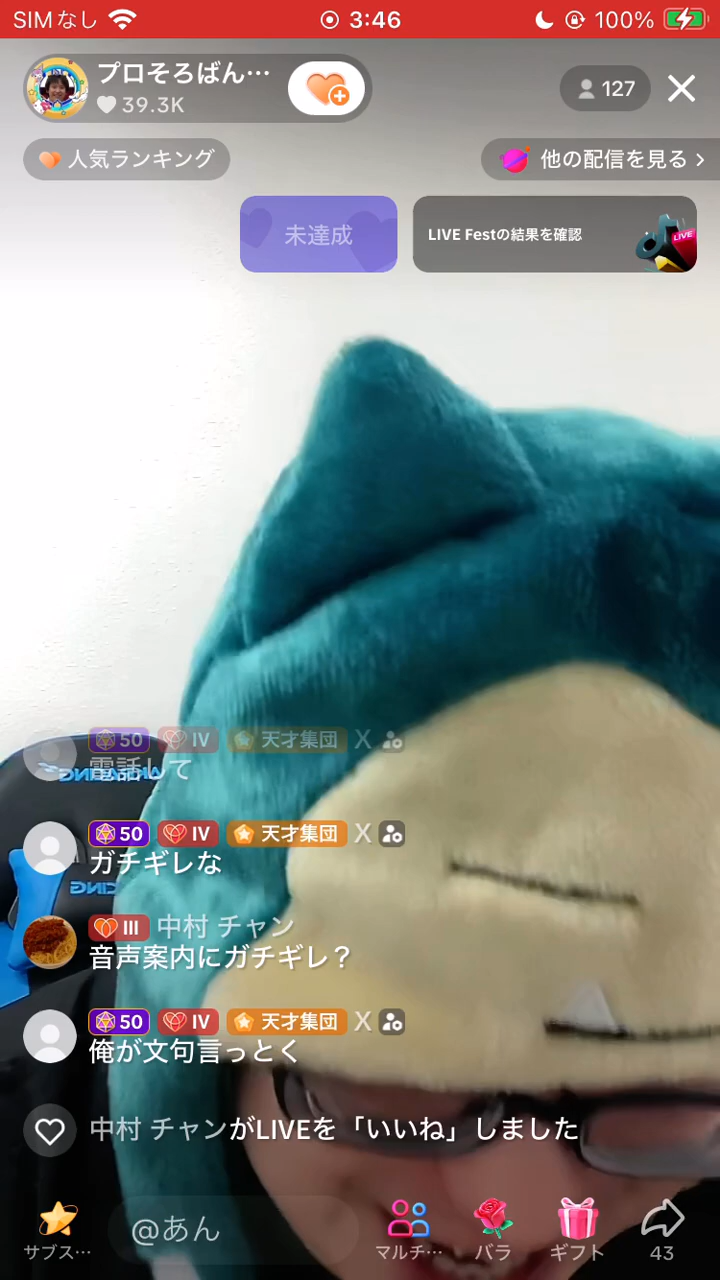 SIMなし 3:46 100%
プロそろばん…
39.3K
127
人気ランキング
他の配信を見る
未達成
LIVE Festの結果を確認
LIVE
50 IV 天才集団 X
電話して
50 IV 天才集団 X
ガチギレな
III 中村 チャン
音声案内にガチギレ？
50 IV 天才集団 X
俺が文句言っとく
中村 チャンがLIVEを「いいね」しました
@あん
サブス… マルチ… バラ ギフト 43